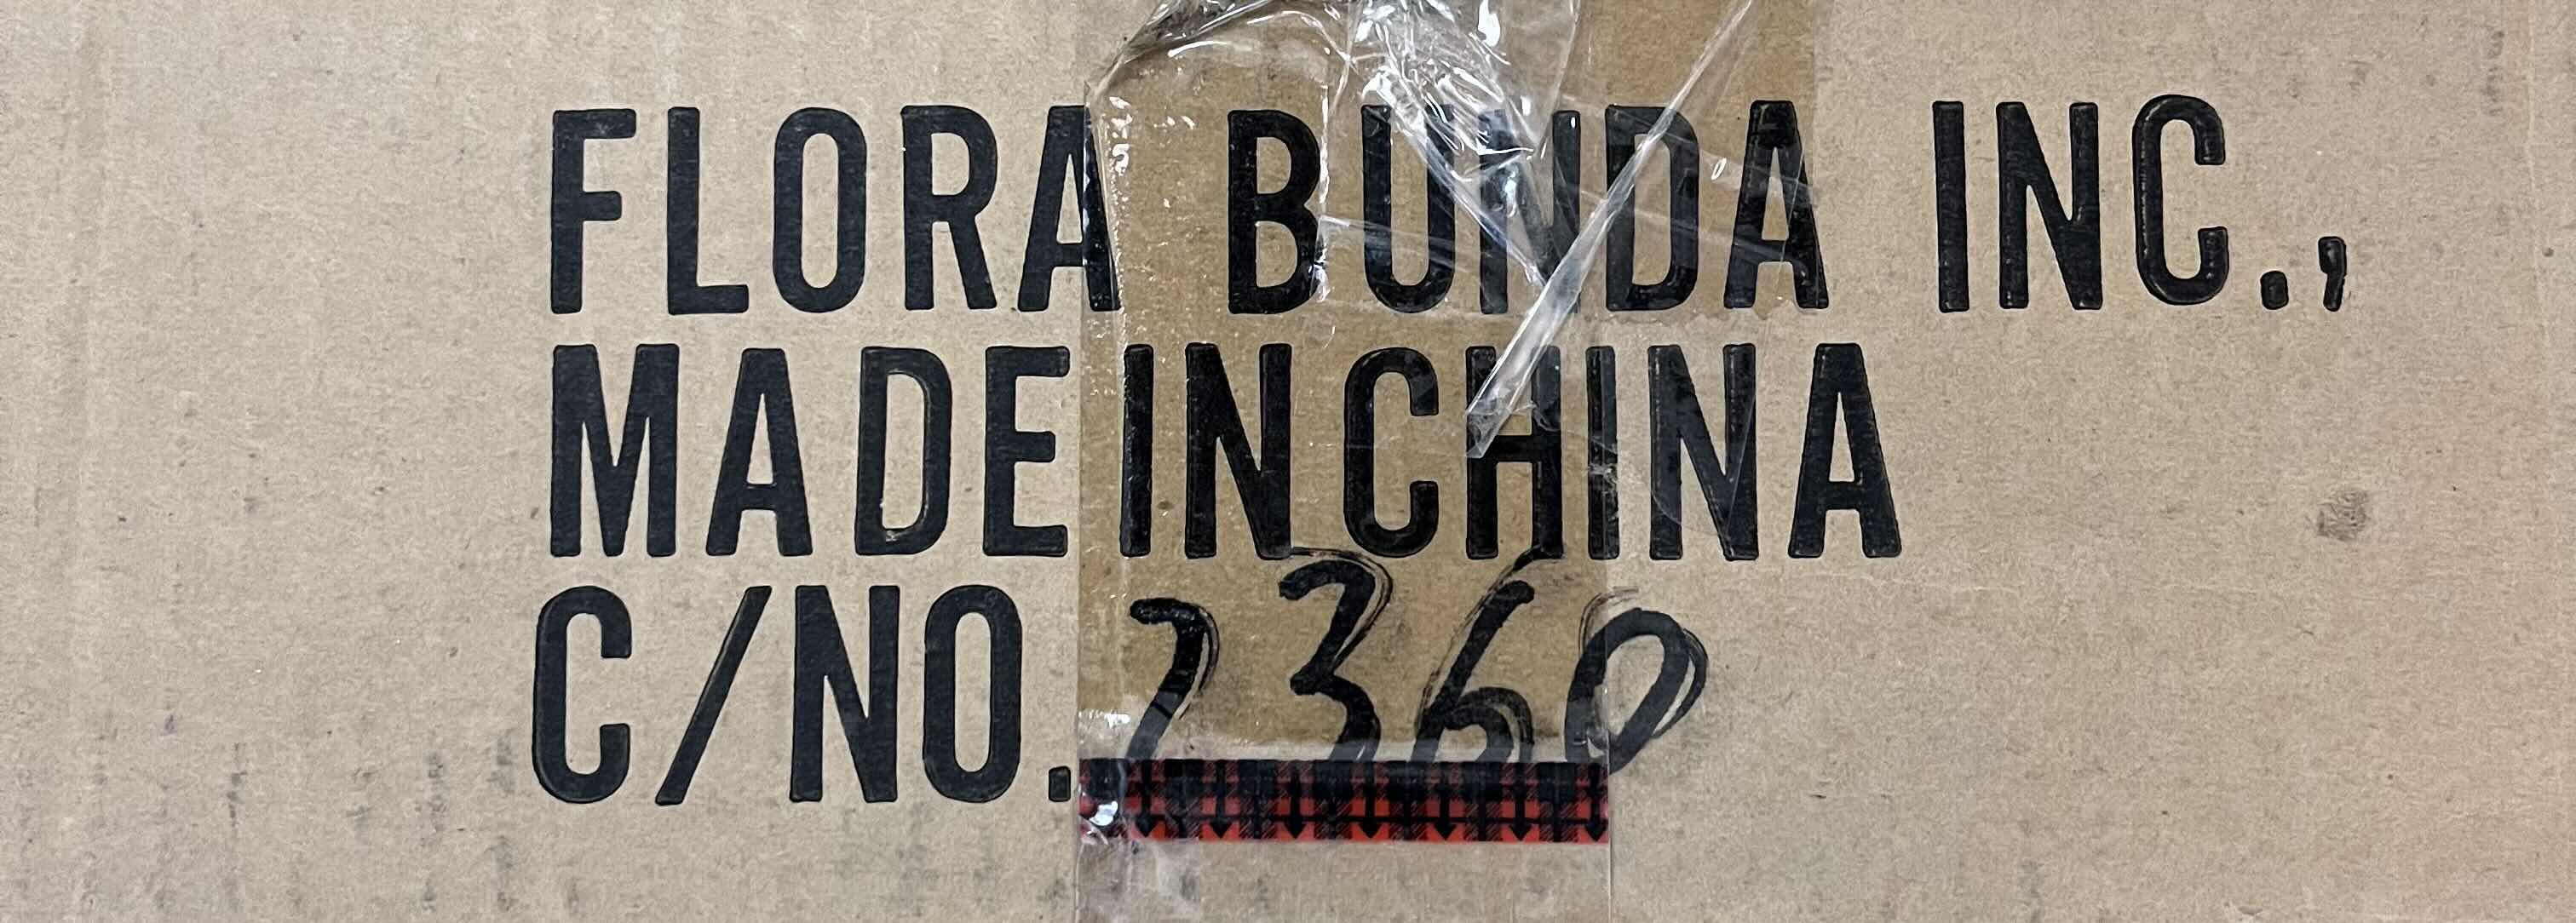 FLORA BUNDA INC.,
MADE IN CHINA
C/NO. 2360